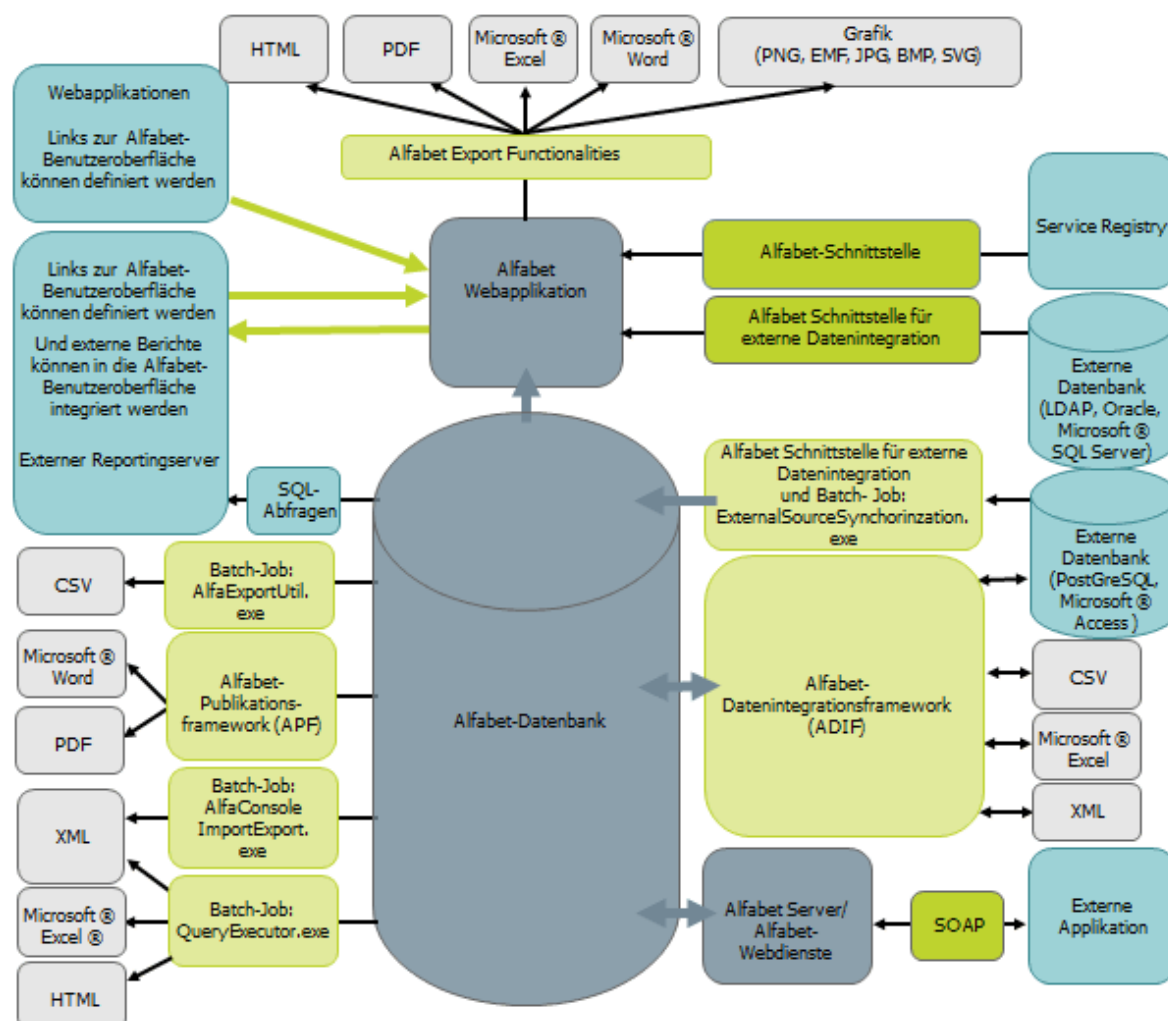 HTML
PDF
Microsoft ®
Excel
Microsoft ®
Word
Grafik
(PNG, EMF, JPG, BMP, SVG)
Webapplikationen
Links zur Alfabet-
Benutzeroberfläche
können definiert werden
Alfabet Export Functionalities
Links zur Alfabet-
Benutzeroberfläche
können definiert werden
Und externe Berichte
können in die Alfabet-
Benutzeroberfläche
integriert werden
Externer Reportingserver
Alfabet
Webapplikation
Alfabet-Schnittstelle
Service Registry
Alfabet Schnittstelle für
externe Datenintegration
Externe
Datenbank
(LDAP, Oracle,
Microsoft ®
SQL Server)
SQL-
Abfragen
Alfabet Schnittstelle für externe
Datenintegration
und Batch- Job:
ExternalSourceSynchorinzation.
exe
Externe
Datenbank
(PostGreSQL,
Microsoft ®
Access )
CSV
Batch-Job:
AlfaExportUtil.
exe
Microsoft ®
Word
PDF
Alfabet-
Publikations-
framework (APF)
Alfabet-Datenbank
Alfabet-
Datenintegrationsframework
(ADIF)
CSV
Microsoft ®
Excel
XML
XML
Batch-Job:
AlfaConsole
ImportExport.
exe
Microsoft ®
Excel ®
HTML
Batch-Job:
QueryExecutor.exe
Alfabet Server/
Alfabet-
Webdienste
SOAP
Externe
Applikation